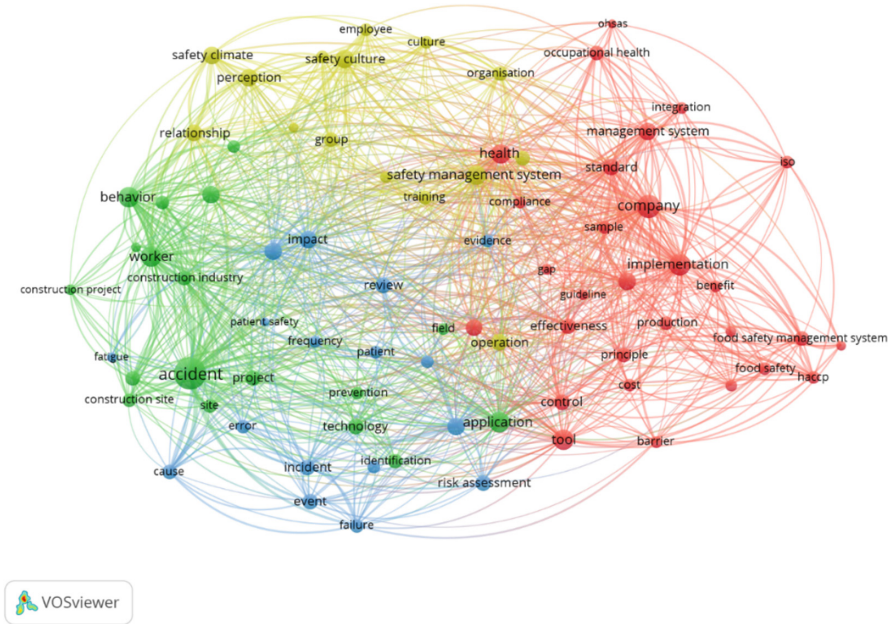 ohsas
employee
culture
occupational health
safety climate
safety culture
organisation
perception
integration
relationship
group
management system
health
iso
standard
safety management system
behavior
training
compliance
company
sample
impact
evidence
worker
construction industry
gap
implementation
construction project
review
guideline
benefit
patient safety
field
effectiveness
production
frequency
operation
food safety management system
fatigue
patient
principle
accident
project
food safety
haccp
cost
prevention
construction site
site
control
error
technology
application
tool
barrier
cause
incident
identification
risk assessment
event
failure
VOSviewer